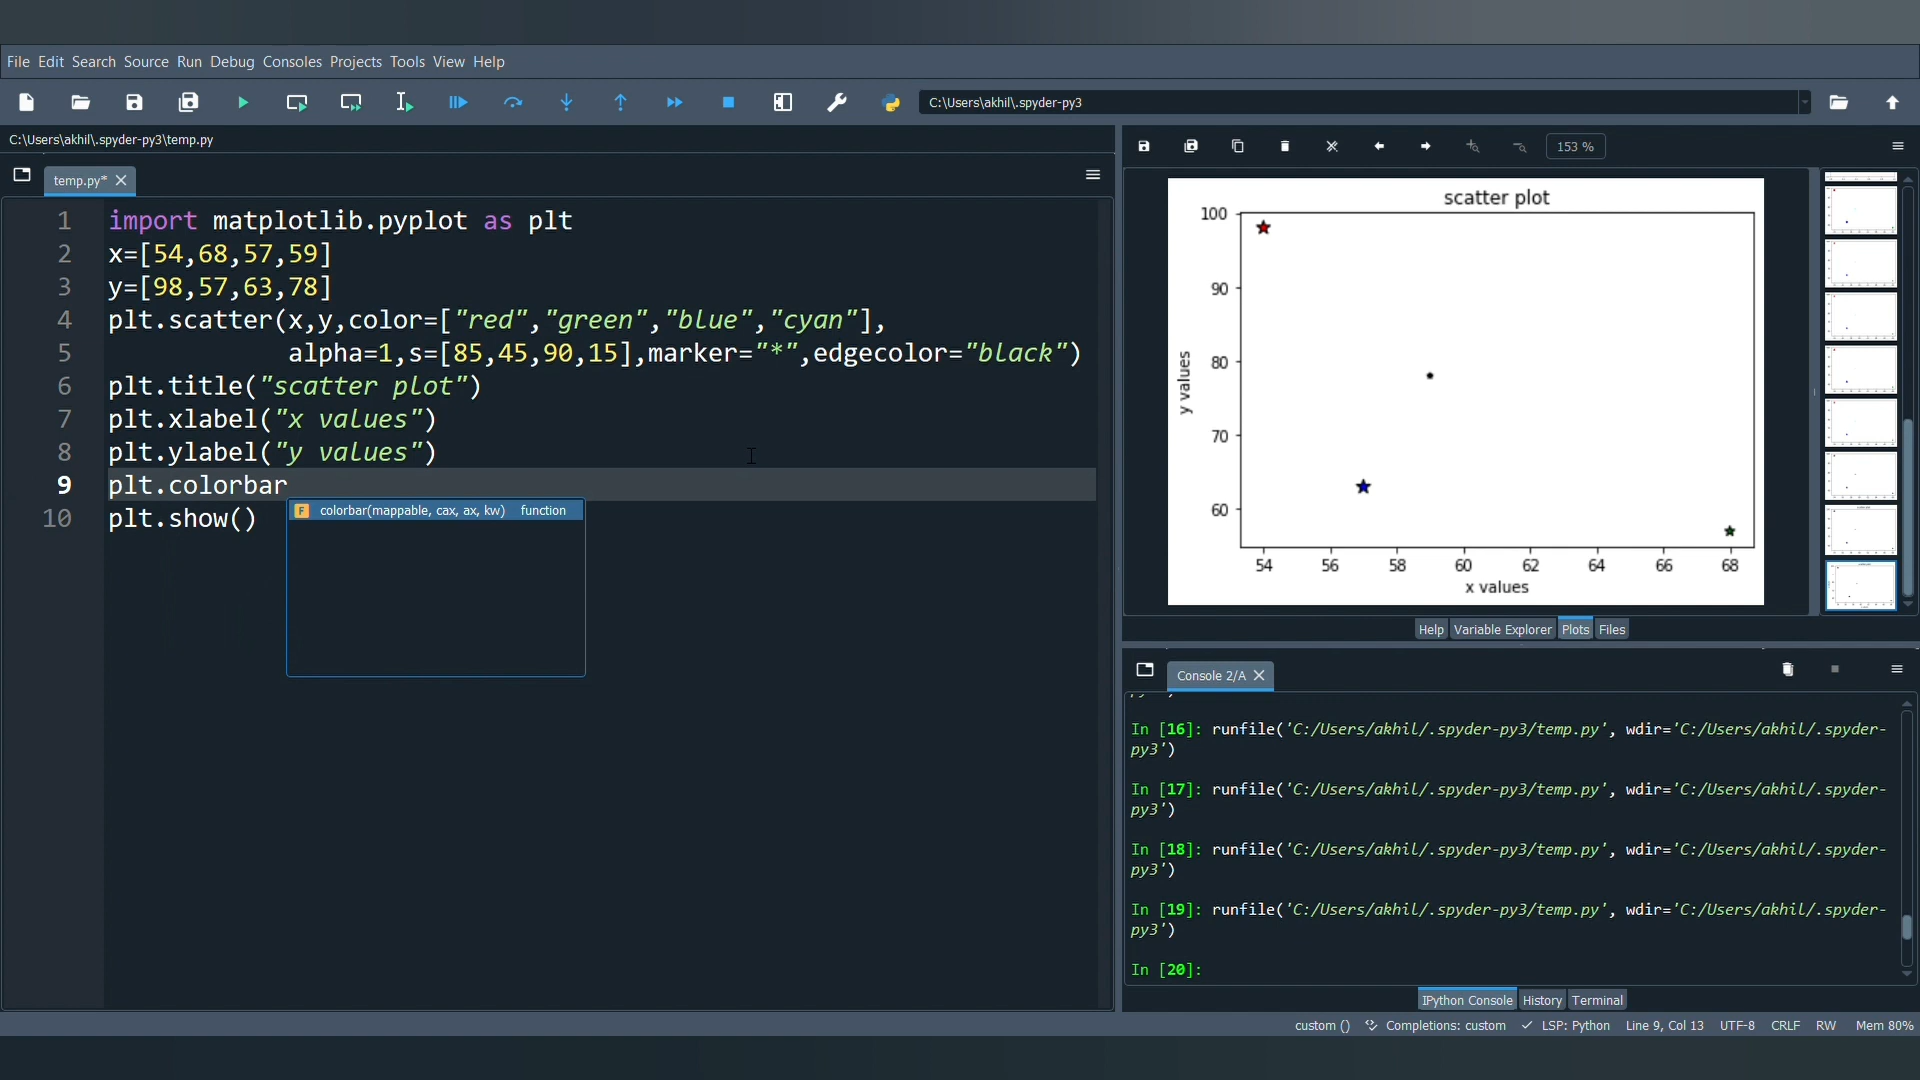 File Edit Search Source Run Debug Consoles Projects Tools View Help
C:\Users\akhil\.spyder-py3
C:\Users\akhil\.spyder-py3\temp.py
temp.py*
1 import matplotlib.pyplot as plt
2 x=[54,68,57,59]
3 y=[98,57,63,78]
4 plt.scatter(x,y,color=["red","green","blue","cyan"],
5 alpha=1,s=[85,45,90,15],marker="*",edgecolor="black")
6 plt.title("scatter plot")
7 plt.xlabel("x values")
8 plt.ylabel("y values")
9 plt.colorbar
F colorbar(mappable, cax, ax, kw) function
10 plt.show()
153 %
scatter plot
100
90
80
70
60
y values
54 56 58 60 62 64 66 68
x values
Help Variable Explorer Plots Files
Console 2/A
In [16]: runfile('C:/Users/akhil/.spyder-py3/temp.py', wdir='C:/Users/akhil/.spyder-
py3')
In [17]: runfile('C:/Users/akhil/.spyder-py3/temp.py', wdir='C:/Users/akhil/.spyder-
py3')
In [18]: runfile('C:/Users/akhil/.spyder-py3/temp.py', wdir='C:/Users/akhil/.spyder-
py3')
In [19]: runfile('C:/Users/akhil/.spyder-py3/temp.py', wdir='C:/Users/akhil/.spyder-
py3')
In [20]:
IPython Console History Terminal
custom () Completions: custom LSP: Python Line 9, Col 13 UTF-8 CRLF RW Mem 80%